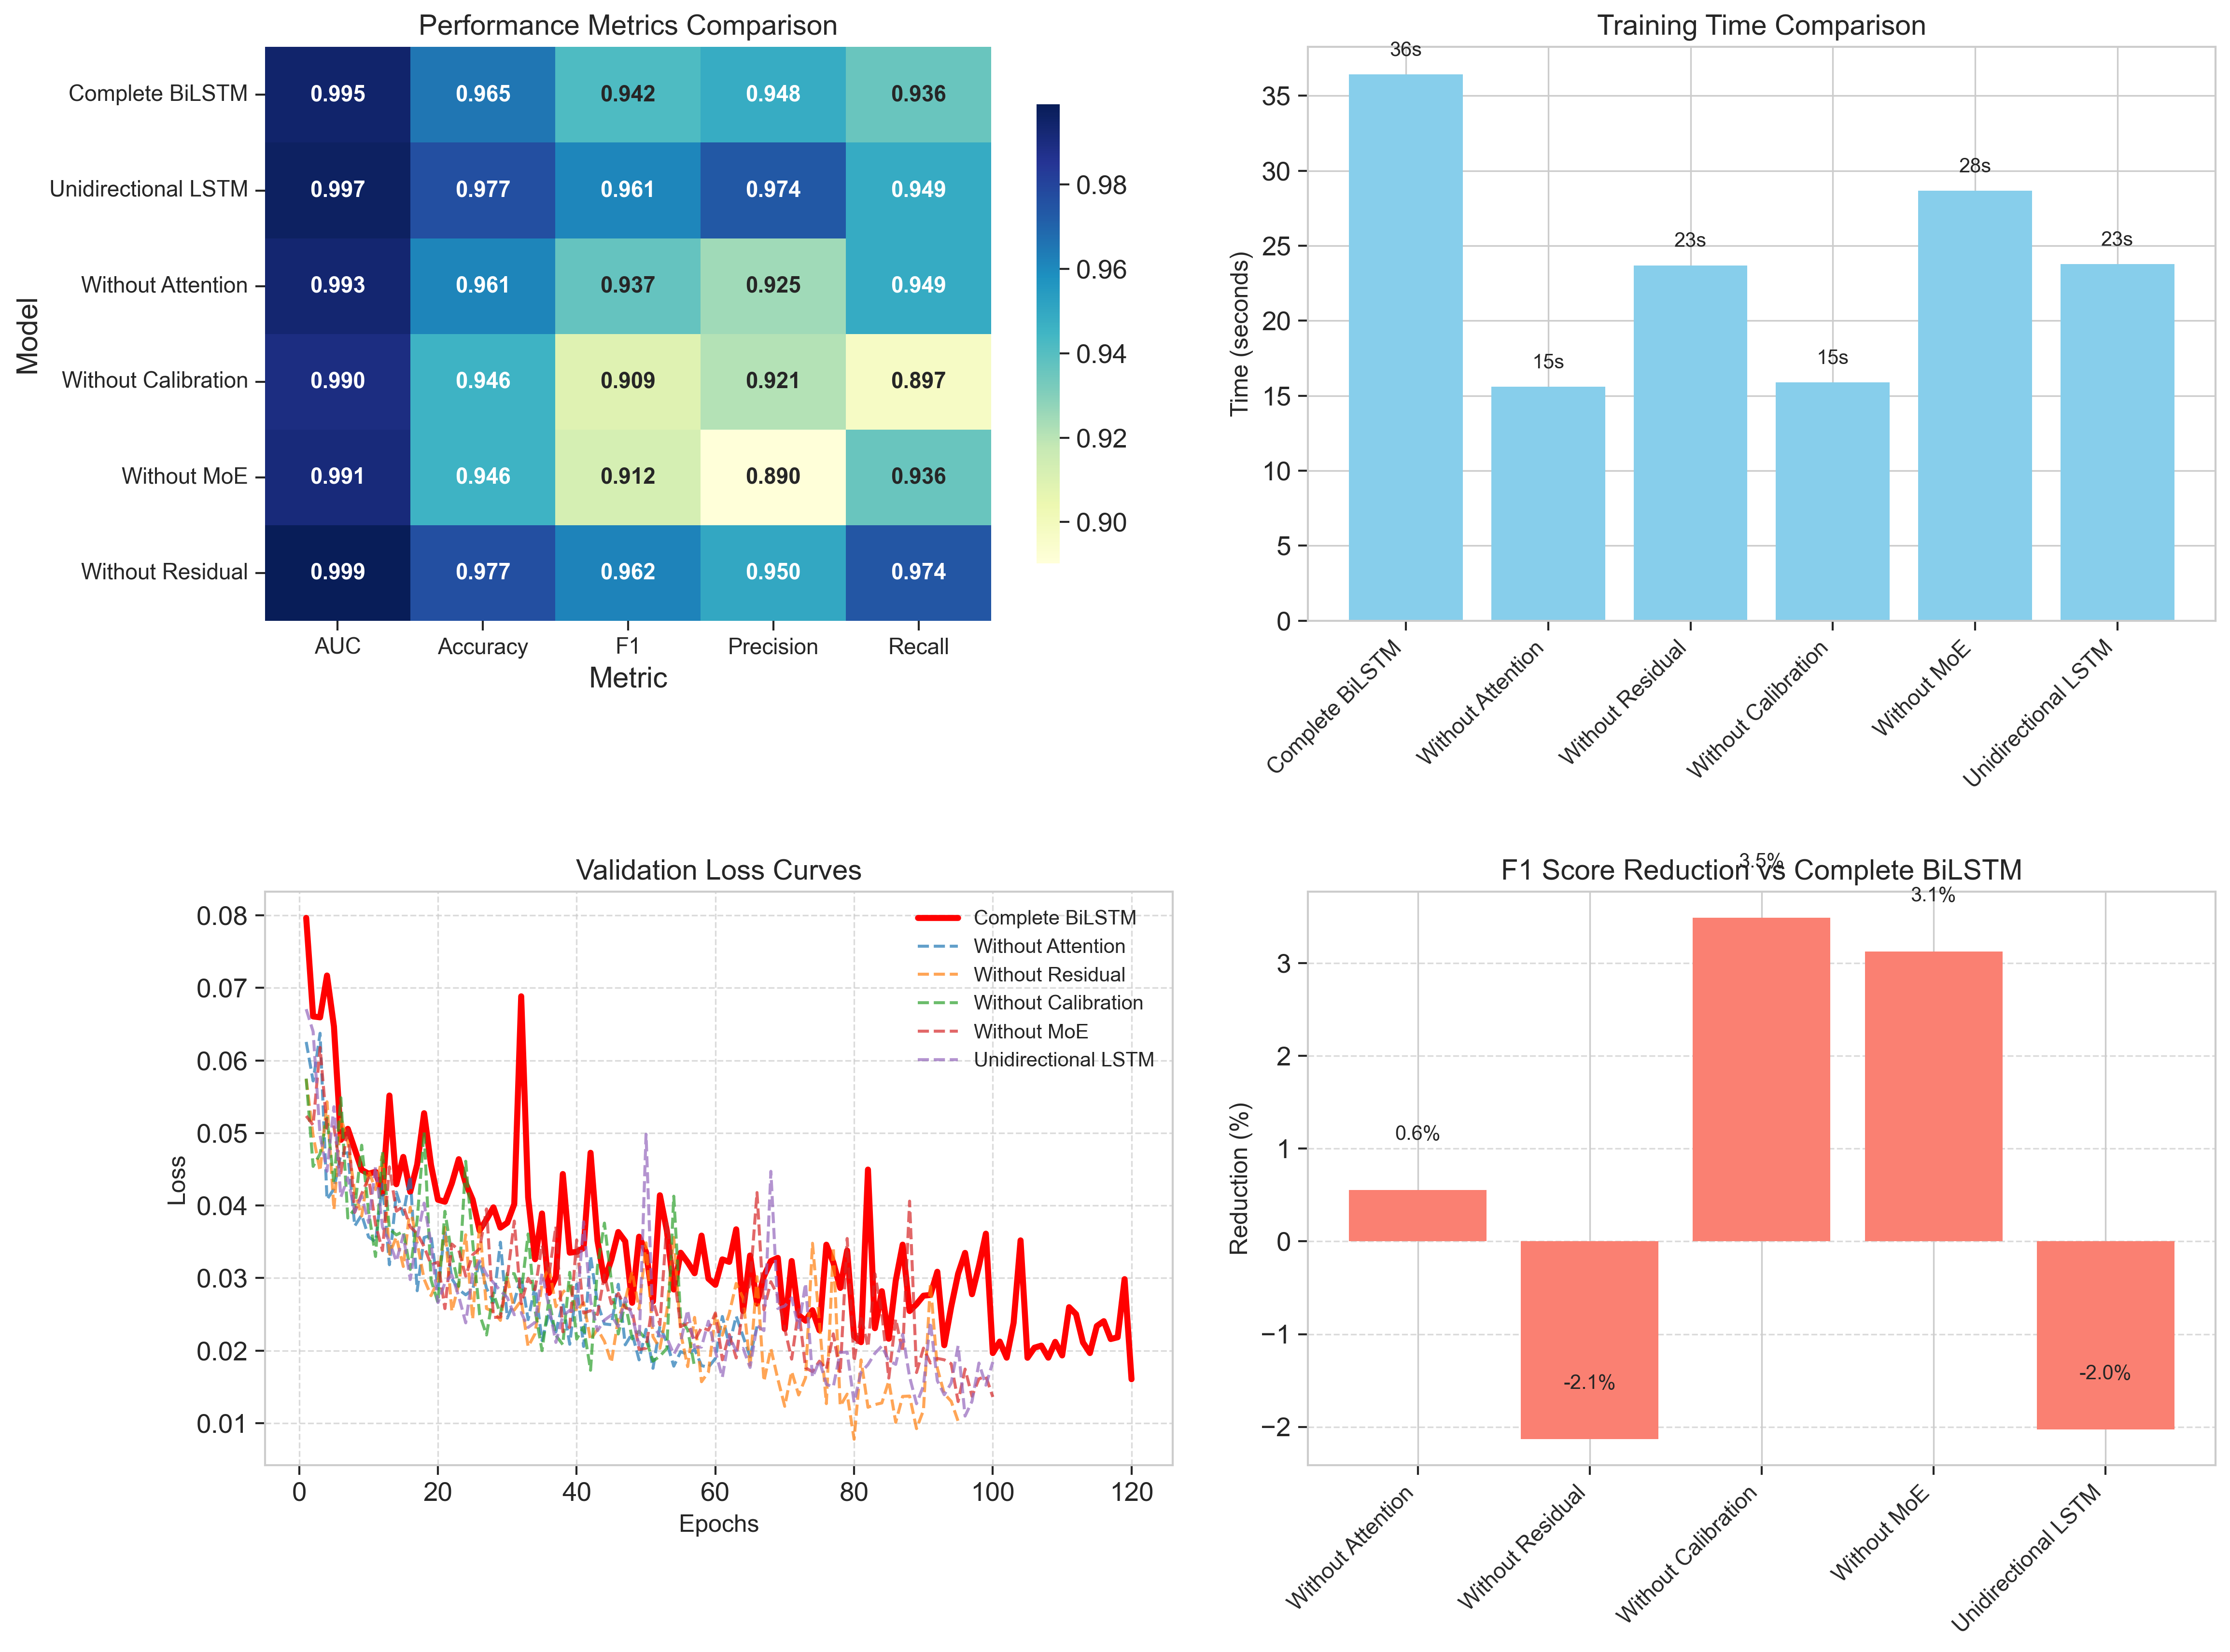 Performance Metrics Comparison
Model
Complete BiLSTM 0.995 0.965 0.942 0.948 0.936
Unidirectional LSTM 0.997 0.977 0.961 0.974 0.949
Without Attention 0.993 0.961 0.937 0.925 0.949
Without Calibration 0.990 0.946 0.909 0.921 0.897
Without MoE 0.991 0.946 0.912 0.890 0.936
Without Residual 0.999 0.977 0.962 0.950 0.974
AUC Accuracy F1 Precision Recall
Metric
0.98
0.96
0.94
0.92
0.90
Training Time Comparison
Time (seconds)
35
30
25
20
15
10
5
0
36s
15s
23s
15s
28s
23s
Complete BiLSTM
Without Attention
Without Residual
Without Calibration
Without MoE
Unidirectional LSTM
Validation Loss Curves
Loss
0.08
0.07
0.06
0.05
0.04
0.03
0.02
0.01
0 20 40 60 80 100 120
Epochs
Complete BiLSTM
Without Attention
Without Residual
Without Calibration
Without MoE
Unidirectional LSTM
F1 Score Reduction vs Complete BiLSTM
Reduction (%)
3
2
1
0
−1
−2
0.6%
-2.1%
3.5%
3.1%
-2.0%
Without Attention
Without Residual
Without Calibration
Without MoE
Unidirectional LSTM